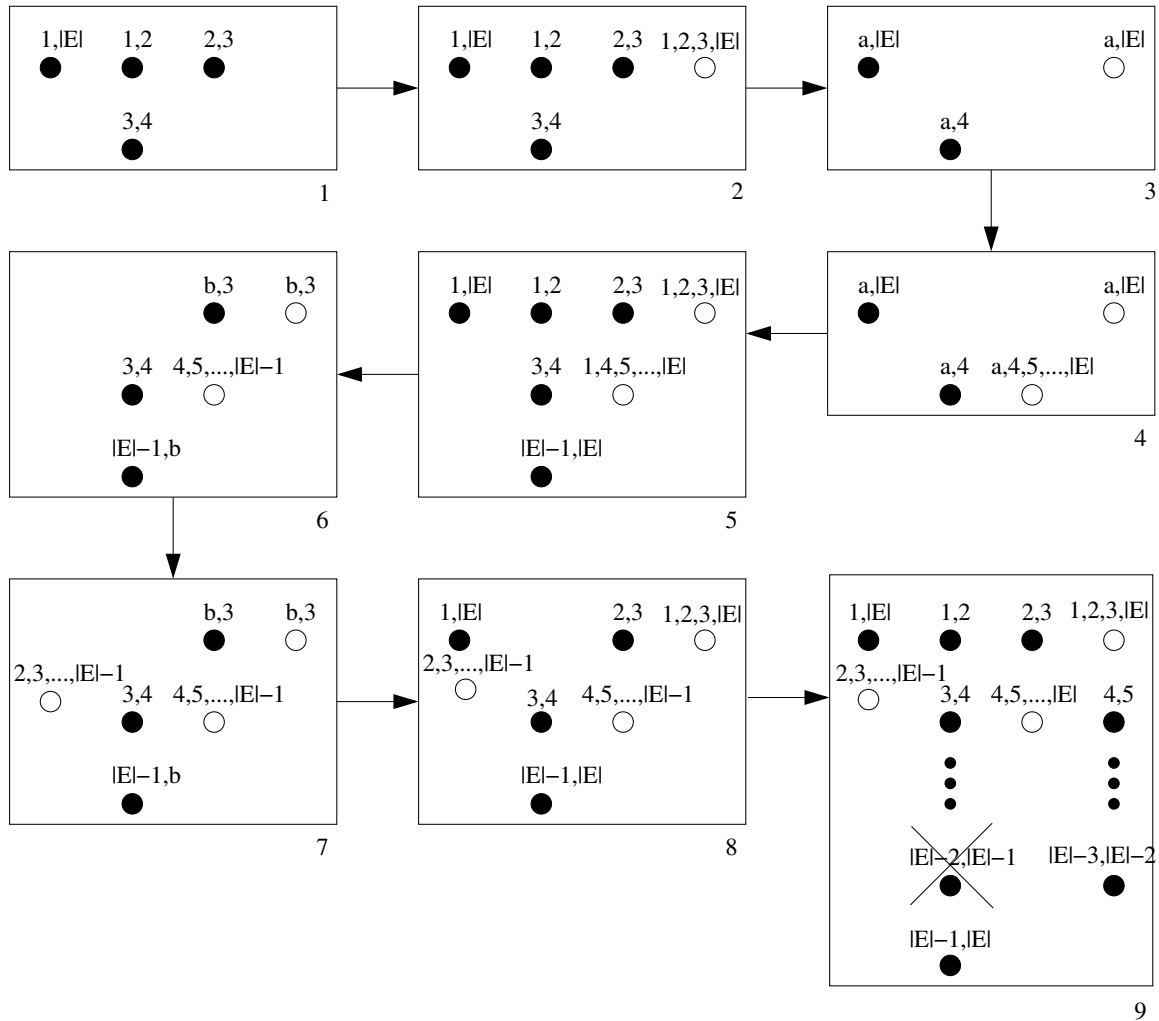 1,|E| 1,2 2,3
3,4
1
1,|E| 1,2 2,3 1,2,3,|E|
3,4
2
a,|E| a,|E|
a,4
3
a,|E| a,|E|
a,4 a,4,5,...,|E|
4
1,|E| 1,2 2,3 1,2,3,|E|
3,4 1,4,5,...,|E|
|E|−1,|E|
5
b,3 b,3
3,4 4,5,...,|E|−1
|E|−1,b
6
b,3 b,3
2,3,...,|E|−1
3,4 4,5,...,|E|−1
|E|−1,b
7
1,|E| 2,3 1,2,3,|E|
2,3,...,|E|−1
3,4 4,5,...,|E|−1
|E|−1,|E|
8
1,|E| 1,2 2,3 1,2,3,|E|
2,3,...,|E|−1
3,4 4,5,...,|E| 4,5
|E|−2,|E|−1 |E|−3,|E|−2
|E|−1,|E|
9